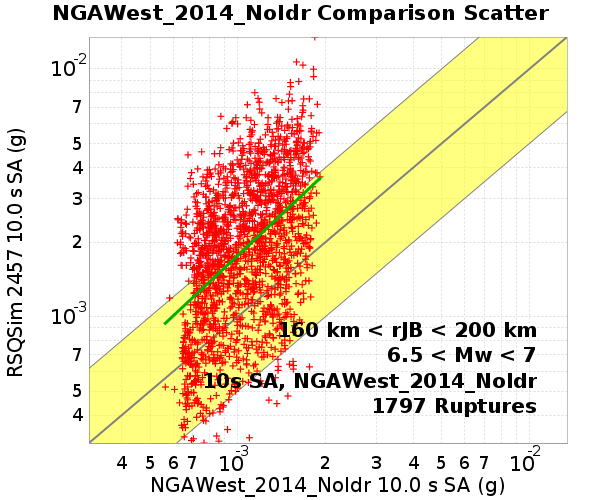 NGAWest_2014_NoIdr Comparison Scatter
RSQSim 2457 10.0 s SA (g)
10-2
7
5
4
3
2
10-3
7
5
4
160 km < rJB < 200 km
6.5 < Mw < 7
10s SA, NGAWest_2014_NoIdr
1797 Ruptures
4 5 6 7 10-3 2 3 4 5 6 7 10-2
NGAWest_2014_NoIdr 10.0 s SA (g)